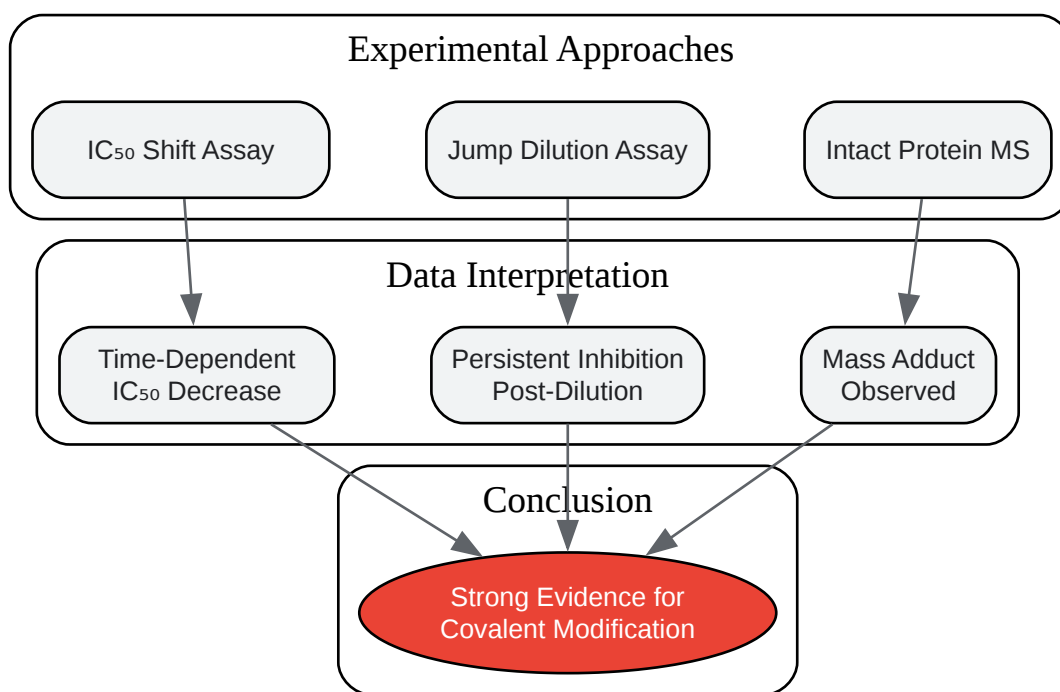 Experimental Approaches
IC₅₀ Shift Assay
Jump Dilution Assay
Intact Protein MS
Data Interpretation
Time-Dependent
IC₅₀ Decrease
Persistent Inhibition
Post-Dilution
Mass Adduct
Observed
Conclusion
Strong Evidence for
Covalent Modification